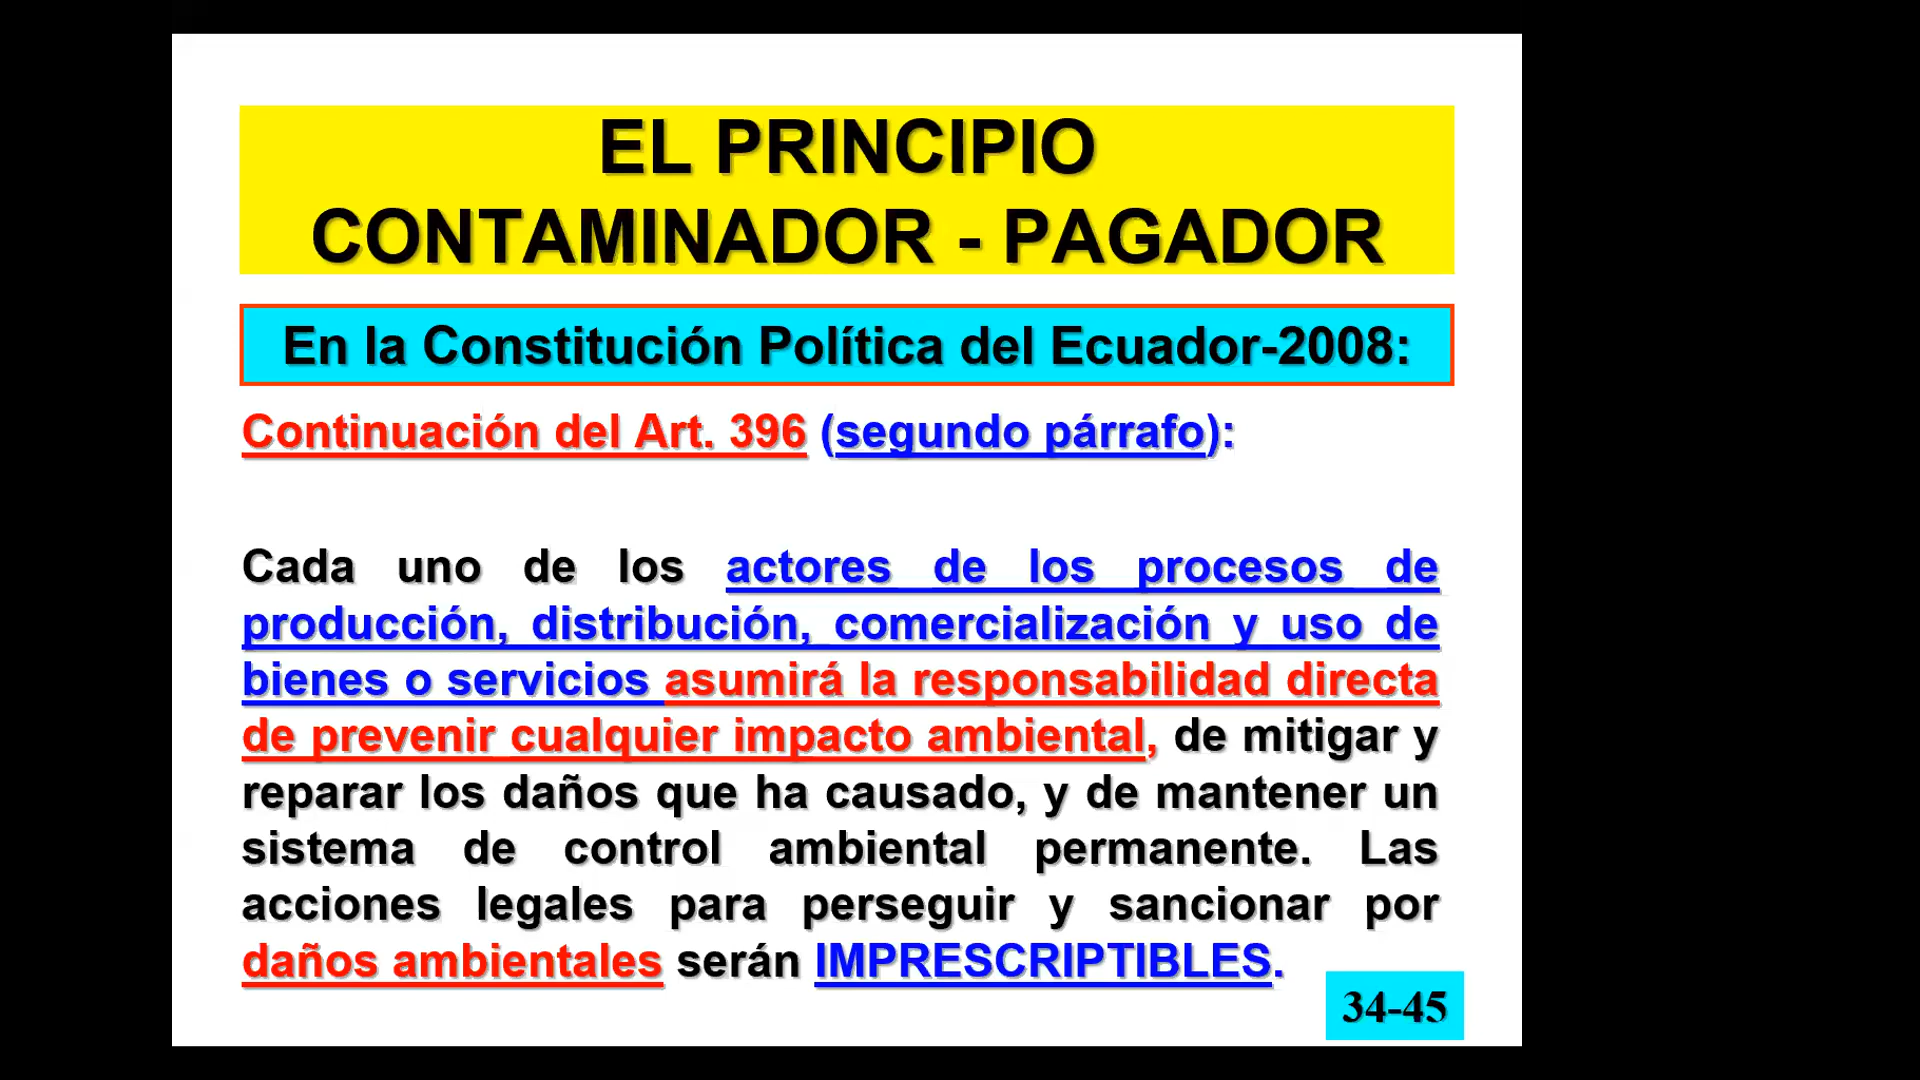 EL PRINCIPIO
CONTAMINADOR - PAGADOR
En la Constitución Política del Ecuador-2008:
Continuación del Art. 396 (segundo párrafo):
Cada uno de los actores de los procesos de
producción, distribución, comercialización y uso de
bienes o servicios asumirá la responsabilidad directa
de prevenir cualquier impacto ambiental, de mitigar y
reparar los daños que ha causado, y de mantener un
sistema de control ambiental permanente. Las
acciones legales para perseguir y sancionar por
daños ambientales serán IMPRESCRIPTIBLES.
34-45